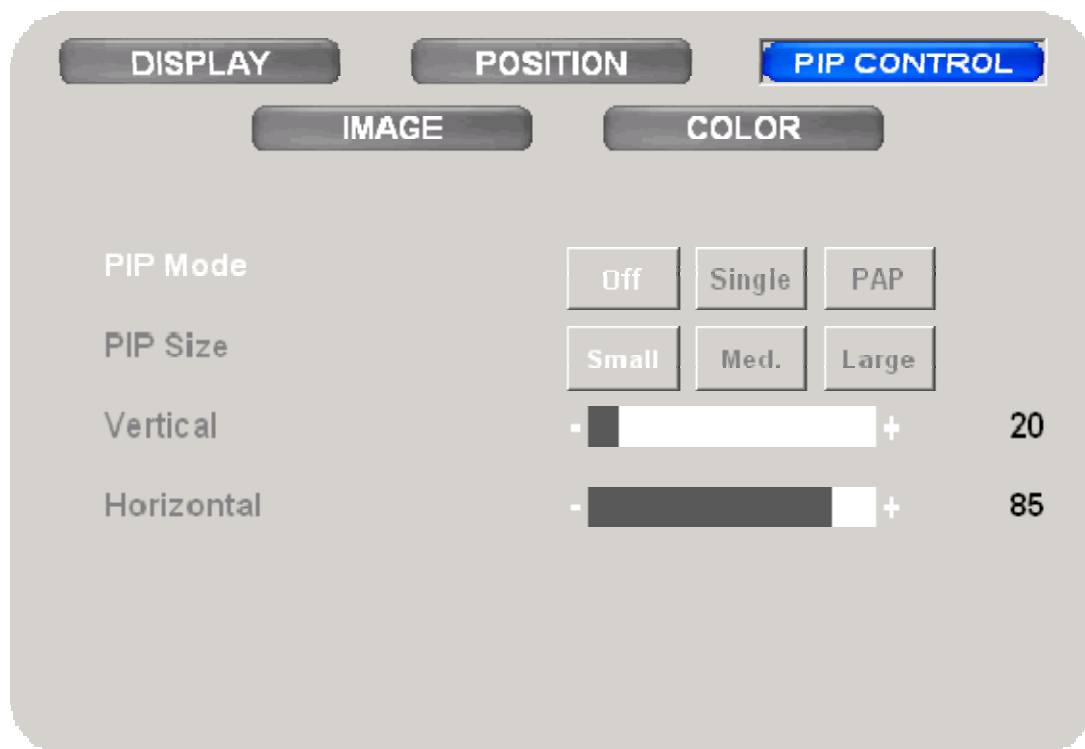 DISPLAY POSITION PIP CONTROL
IMAGE COLOR
PIP Mode Off Single PAP
PIP Size Small Med. Large
Vertical - + 20
Horizontal - + 85